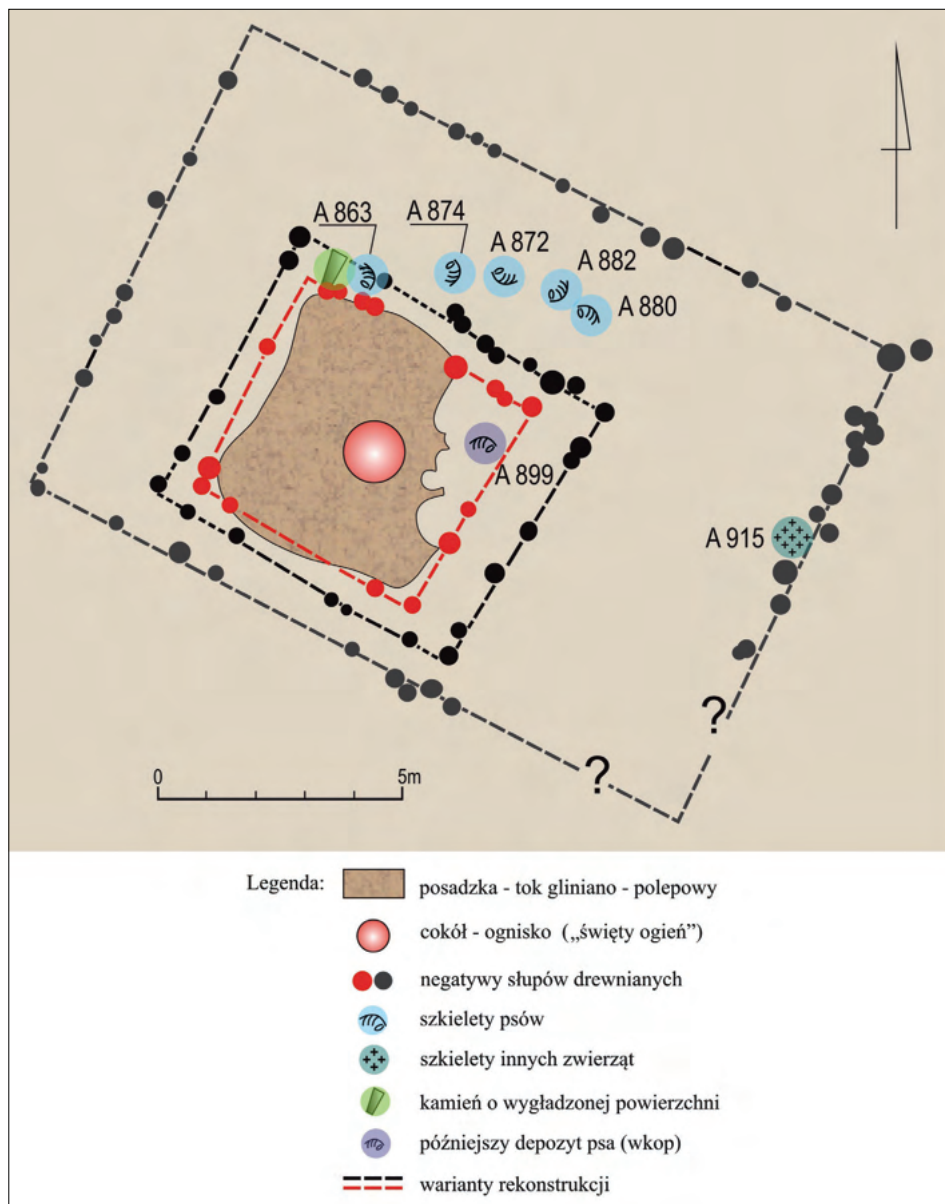 A 863
A 874
A 872
A 882
A 880
A 899
A 915
?
?
0
5m
Legenda:
posadzka - tok gliniano - polepowy
cokół - ognisko („święty ogień”)
negatywy słupów drewnianych
szkielety psów
szkielety innych zwierząt
kamień o wygładzonej powierzchni
późniejszy depozyt psa (wkop)
warianty rekonstrukcji